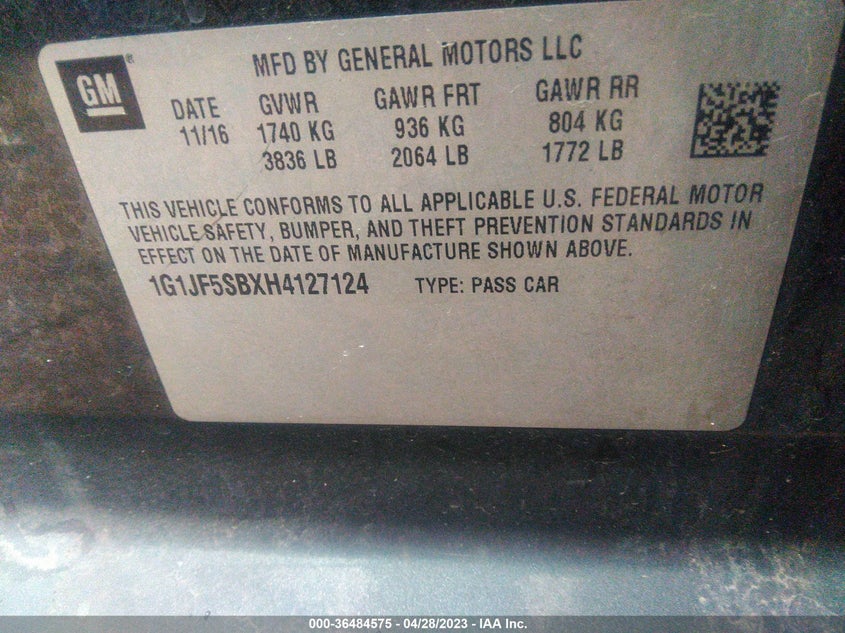 GM
MFD BY GENERAL MOTORS LLC
DATE GVWR GAWR FRT GAWR RR
11/16 1740 KG 936 KG 804 KG
3836 LB 2064 LB 1772 LB
THIS VEHICLE CONFORMS TO ALL APPLICABLE U.S. FEDERAL MOTOR
VEHICLE SAFETY, BUMPER, AND THEFT PREVENTION STANDARDS IN
EFFECT ON THE DATE OF MANUFACTURE SHOWN ABOVE.
1G1JF5SBXH4127124 TYPE: PASS CAR
000-36484575 - 04/28/2023 - IAA Inc.